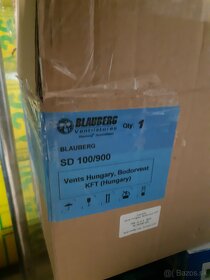 BLAUBERG
Ventilatoren
Qty 1
BLAUBERG
SD 100/900
Vents Hungary, Bodorvent
KFT (Hungary)
bazos.sk